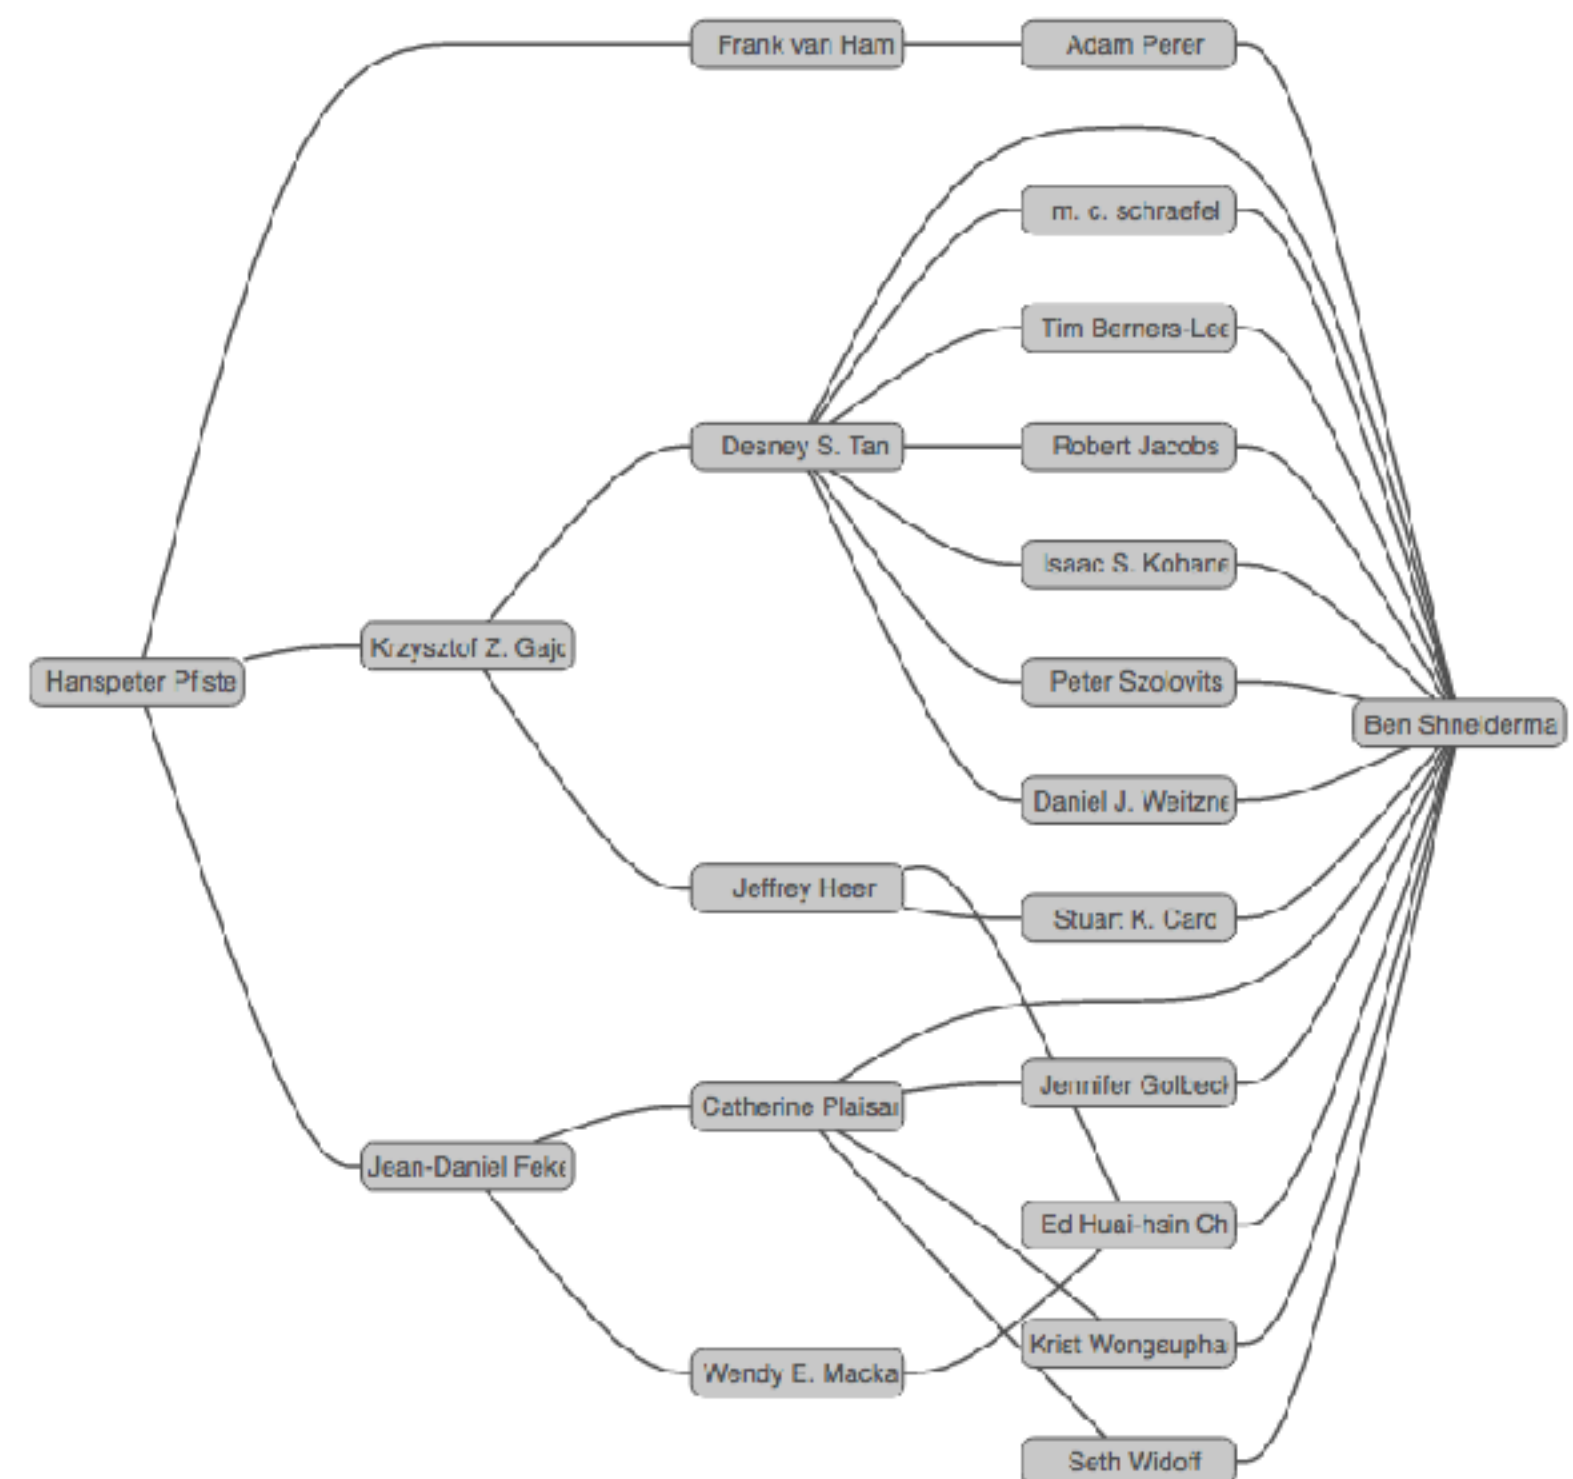 Frank van Ham
Adam Perer
m. c. schraefel
Tim Berners-Lee
Desney S. Tan
Robert Jacobs
Isaac S. Kohane
Krzysztof Z. Gajo
Hanspeter Pfiste
Peter Szolovits
Ben Shneiderma
Daniel J. Weitzne
Jeffrey Heer
Stuart K. Card
Jennifer Golbeck
Catherine Plaisan
Jean-Daniel Feke
Ed Huai-hsin Ch
Krist Wongsupha
Wendy E. Macka
Seth Widoff